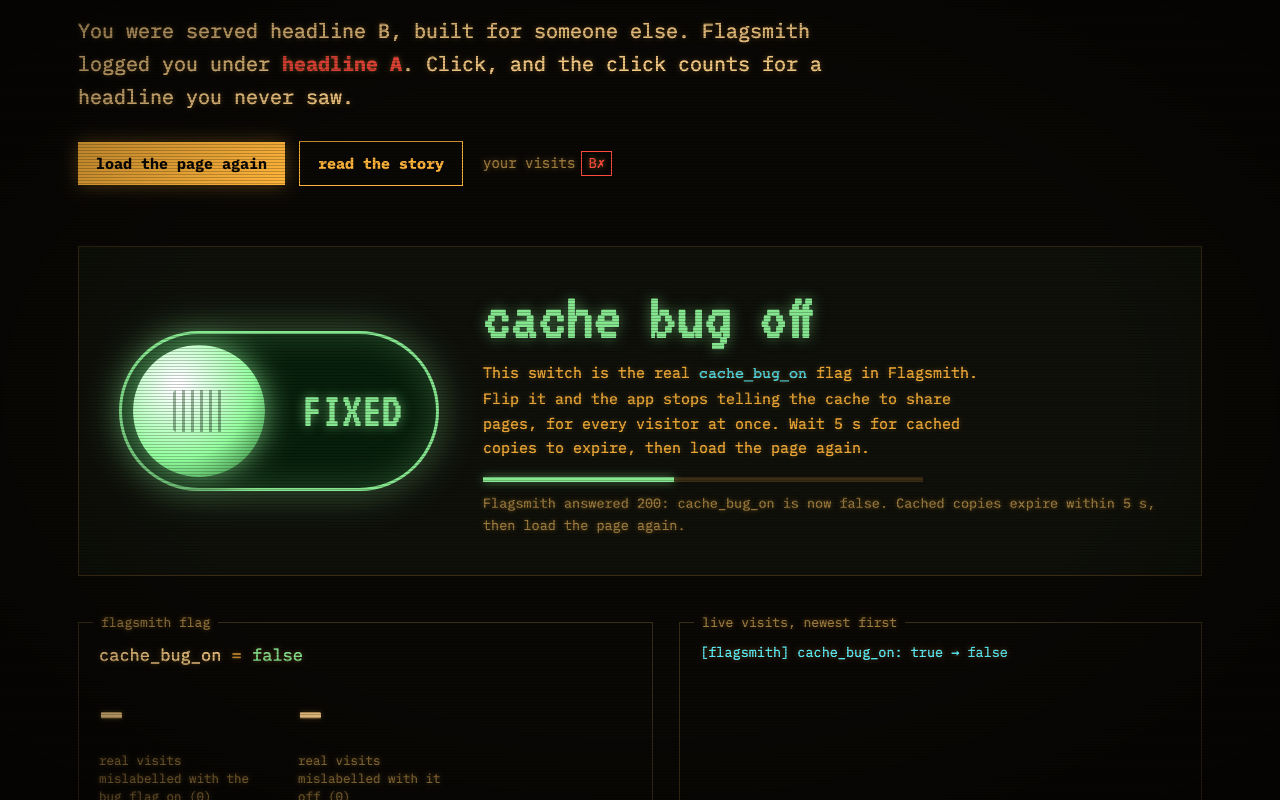 You were served headline B, built for someone else. Flagsmith
logged you under headline A. Click, and the click counts for a
headline you never saw.
load the page again
read the story
your visits B✗
cache bug off
FIXED
This switch is the real cache_bug_on flag in Flagsmith.
Flip it and the app stops telling the cache to share
pages, for every visitor at once. Wait 5 s for cached
copies to expire, then load the page again.
Flagsmith answered 200: cache_bug_on is now false. Cached copies expire within 5 s,
then load the page again.
flagsmith flag
cache_bug_on = false
–
real visits
mislabelled with the
bug flag on (0)
–
real visits
mislabelled with it
off (0)
live visits, newest first
[flagsmith] cache_bug_on: true → false